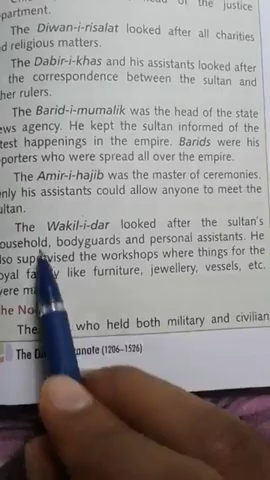 of the justice
partment.
The Diwan-i-risalat looked after all charities
d religious matters.
The Dabir-i-khas and his assistants looked after
the correspondence between the sultan and
her rulers.
The Barid-i-mumalik was the head of the state
ews agency. He kept the sultan informed of the
test happenings in the empire. Barids were his
porters who were spread all over the empire.
The Amir-i-hajib was the master of ceremonies.
nly his assistants could allow anyone to meet the
ultan.
The Wakil-i-dar looked after the sultan's
ousehold, bodyguards and personal assistants. He
lso supervised the workshops where things for the
oyal like furniture, jewellery, vessels, etc.
vere
he No
The who held both military and civilian
The D anate (1206–1526)